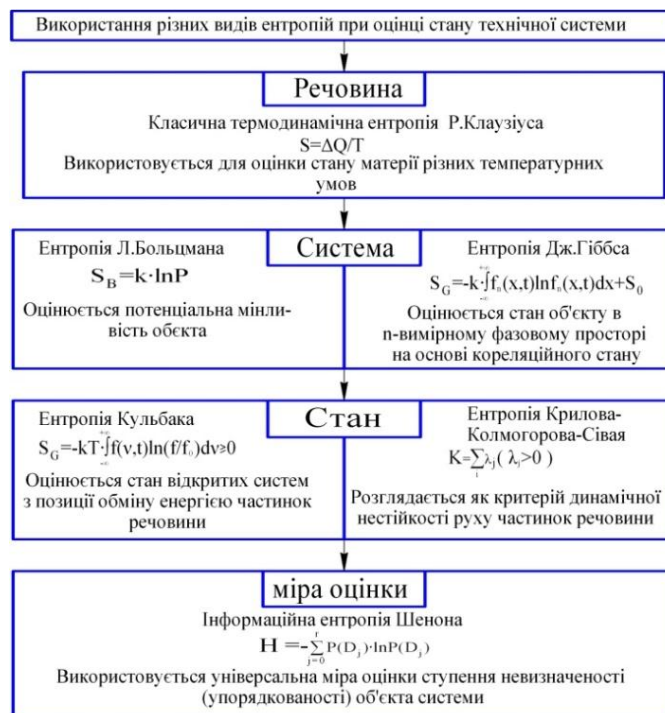 Використання різних видів ентропій при оцінці стану технічної системи
Речовина
Класична термодинамічна ентропія Р.Клаузіуса
S=ΔQ/T
Використовується для оцінки стану матерії різних температурних
умов
Система
Ентропія Л.Больцмана
S_B=k·lnP
Оцінюється потенціальна мінли-
вість обєкта
Ентропія Дж.Гіббса
S_G=-k·∫_{-∞}^{+∞}f_n(x,t)lnf_n(x,t)dx+S_0
Оцінюється стан об'єкту в
n-вимірному фазовому просторі
на основі кореляційного стану
Стан
Ентропія Кульбака
S_G=-kT·∫_{-∞}^{+∞}f(v,t)ln(f/f_0)dv≥0
Оцінюється стан відкритих систем
з позиції обміну енергією частинок
речовини
Ентропія Крилова-
Колмогорова-Сівая
K=∑_i λ_j( λ_j>0 )
Розглядається як критерій динамічної
нестійкості руху частинок речовини
міра оцінки
Інформаційна ентропія Шенона
H =-∑_{j=0}^{r} P(D_j)·lnP(D_j)
Використовується універсальна міра оцінки ступення невизначеності
(упорядкованості) об'єкта системи